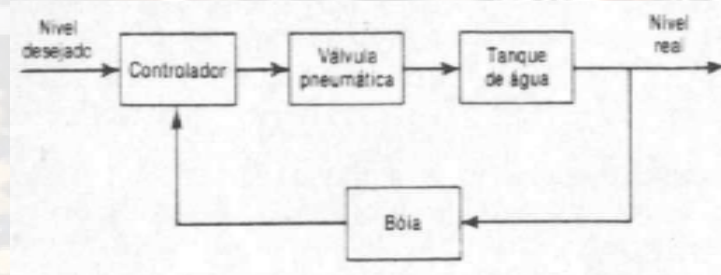 Nível
desejado
Controlador
Válvula
pneumática
Tanque
de água
Nível
real
Bóia